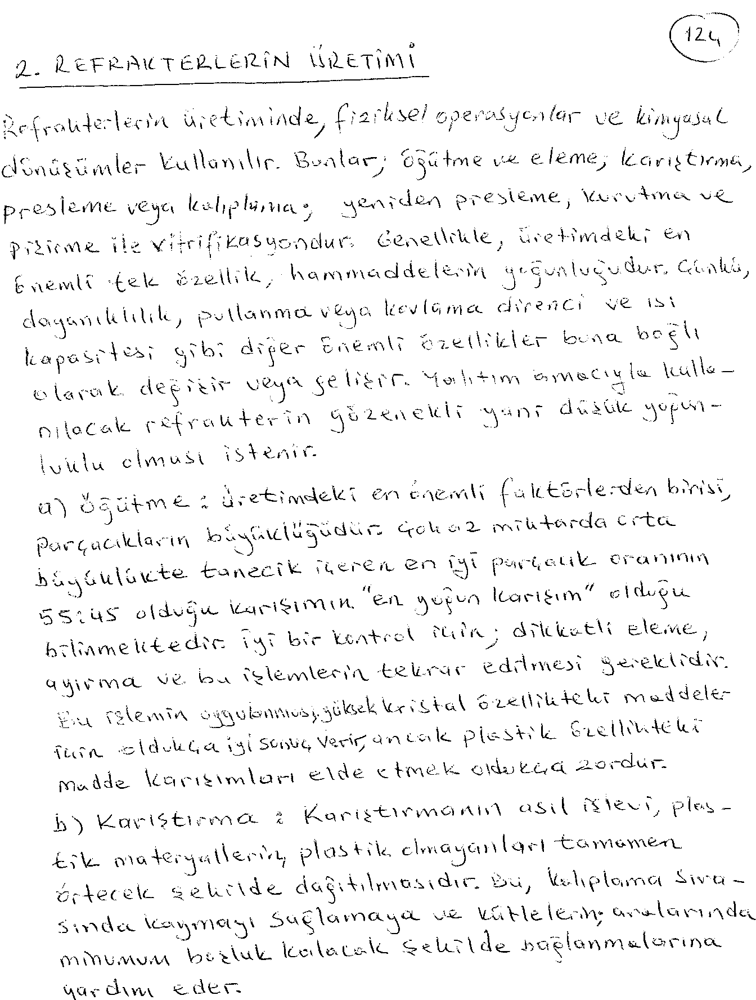 124
2. REFRAKTERLERİN ÜRETİMİ
Refrakterlerin üretiminde, fiziksel operasyonlar ve kimyasal
dönüşümler kullanılır. Bunlar; öğütme ve eleme; karıştırma,
presleme veya kalıplama; yeniden presleme, kurutma ve
pişirme ile vitrifikasyondur. Genellikle, üretimdeki en
önemli tek özellik, hammaddelerin yoğunluğudur. Çünkü,
dayanıklılık, pullanma veya kavlama direnci ve ısı
kapasitesi gibi diğer önemli özellikler buna bağlı
olarak değişir veya gelişir. Yalıtım amacıyla kulla-
nılacak refrakterin gözenekli yani düşük yoğun-
luklu olması istenir.
a) Öğütme : Üretimdeki en önemli faktörlerden birisi,
parçacıkların büyüklüğüdür. Çok az miktarda orta
büyüklükte tanecik içeren en iyi parçacık oranının
55:45 olduğu karışımın "en yoğun karışım" olduğu
bilinmektedir. İyi bir kontrol için; dikkatli eleme,
ayırma ve bu işlemlerin tekrar edilmesi gereklidir.
Bu işlemin uygulanması, yüksek kristal özellikteki maddeler
için oldukça iyi sonuç verir, ancak plastik özellikteki
madde karışımları elde etmek oldukça zordur.
b) Karıştırma : Karıştırmanın asıl işlevi, plas-
tik materyallerin, plastik olmayanları tamamen
örtecek şekilde dağıtılmasıdır. Bu, kalıplama sıra-
sında kaymayı sağlamaya ve kütlelerin; aralarında
minumum boşluk kalacak şekilde bağlanmalarına
yardım eder.